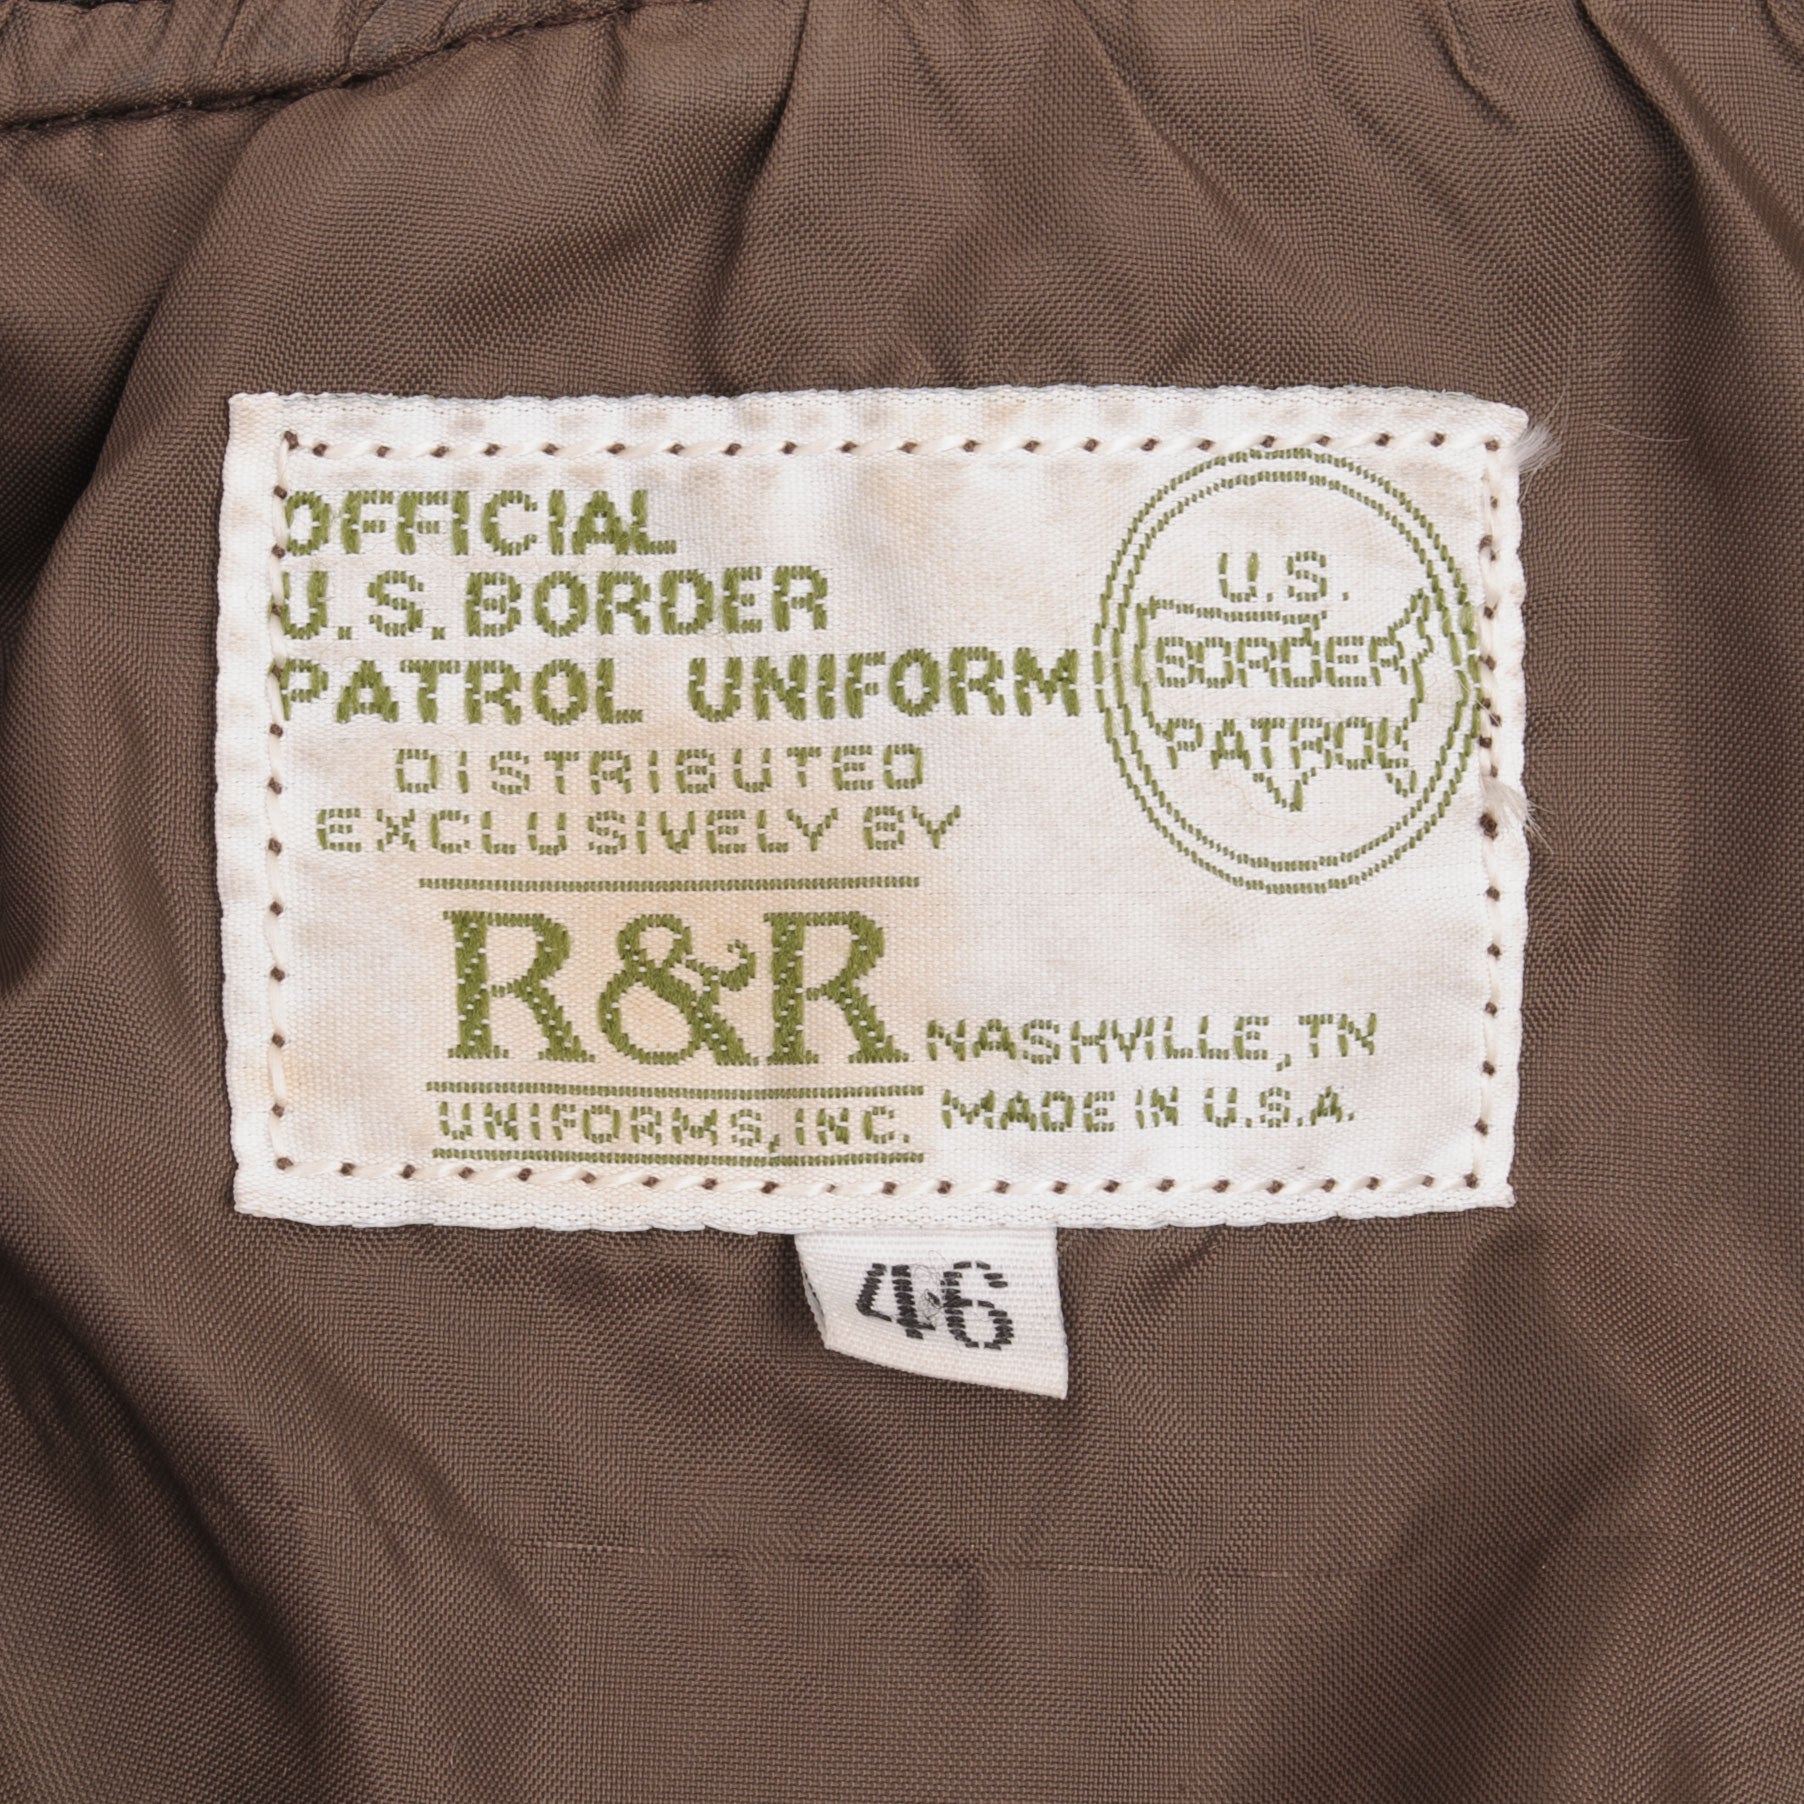 OFFICIAL
U.S. BORDER
PATROL UNIFORM
DISTRIBUTED
EXCLUSIVELY BY
R&R
UNIFORMS, INC.
NASHVILLE, TN
MADE IN U.S.A.
U.S.
BORDER
PATROL
46